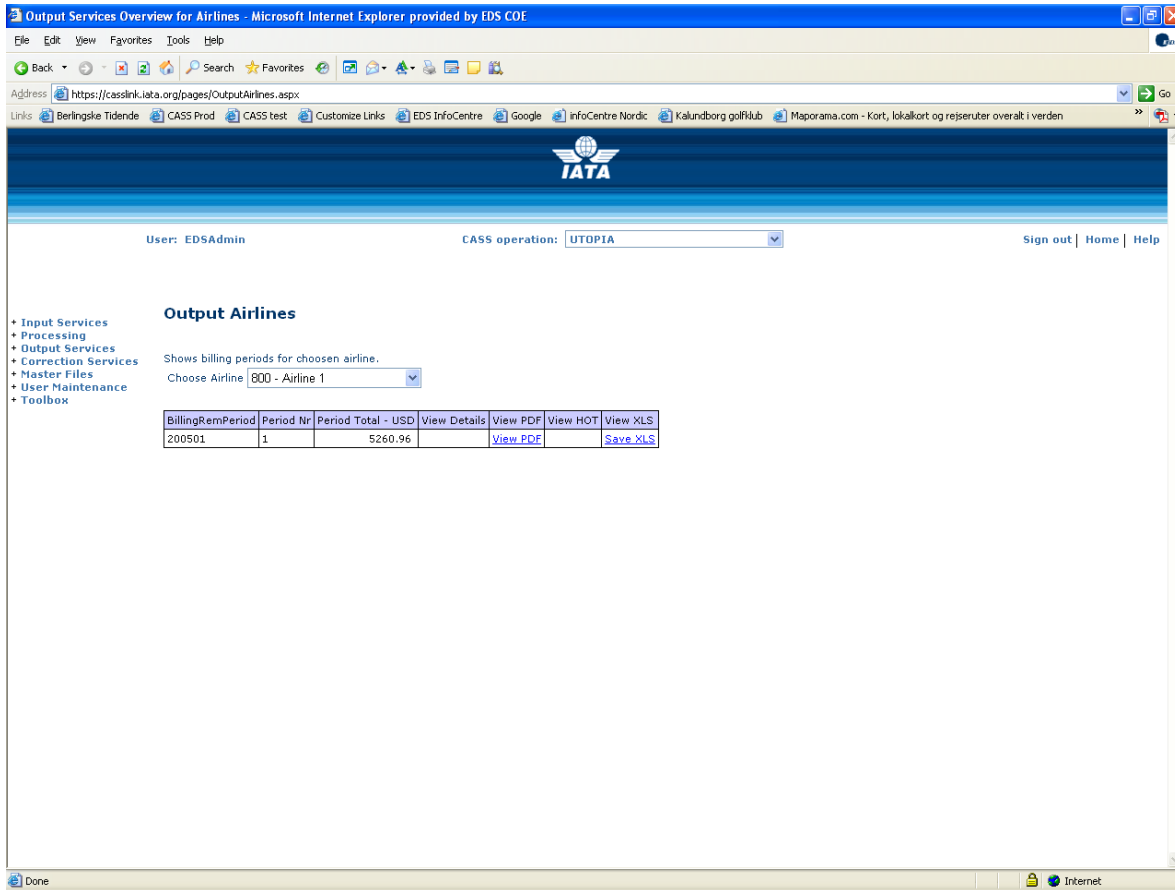 Output Services Overview for Airlines - Microsoft Internet Explorer provided by EDS COE
File Edit View Favorites Tools Help
Back Search Favorites
Address https://casslink.iata.org/pages/OutputAirlines.aspx Go
Links Berlingske Tidende CASS Prod CASS test Customize Links EDS InfoCentre Google infoCentre Nordic Kalundborg golfklub Maporama.com - Kort, lokalkort og rejseruter overalt i verden »
IATA
User: EDSAdmin CASS operation: UTOPIA Sign out | Home | Help
Output Airlines
+ Input Services
+ Processing
+ Output Services
+ Correction Services
+ Master Files
+ User Maintenance
+ Toolbox
Shows billing periods for choosen airline.
Choose Airline 800 - Airline 1
BillingRemPeriod Period Nr Period Total - USD View Details View PDF View HOT View XLS
200501 1 5260.96 View PDF Save XLS
Done Internet